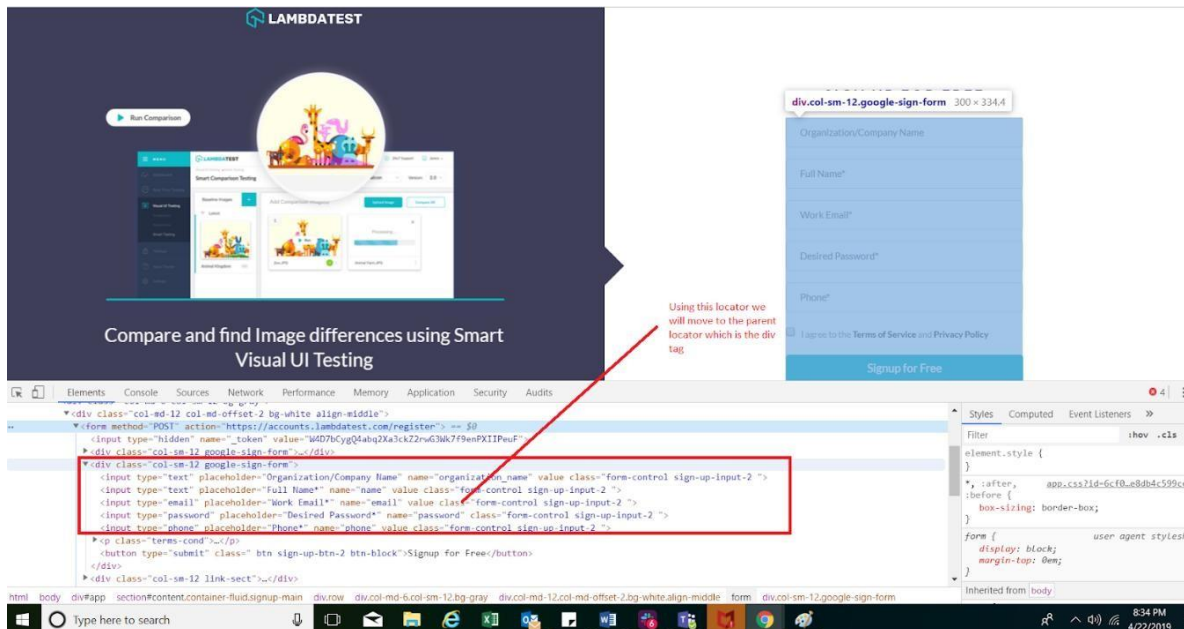 LAMBDATEST
Run Comparison
LAMBDATEST
Smart Comparison Testing
Baseline Images
Compare and find Image differences using Smart
Visual UI Testing
div.col-sm-12.google-sign-form 300 × 334.4
Organization/Company Name
Full Name*
Work Email*
Desired Password*
Phone*
I agree to the Terms of Service and Privacy Policy
Signup for Free
Using this locator we
will move to the parent
locator which is the div
tag
Elements Console Sources Network Performance Memory Application Security Audits
4
▼<div class="col-md-12 col-md-offset-2 bg-white align-middle">
▼<form method="POST" action="https://accounts.lambdatest.com/register"> == $0
<input type="hidden" name="_token" value="W4D7bCygQ4abq2Xa3ckZ2rwG3Wk7f9enPXIIPeuF">
▶<div class="col-sm-12 google-sign-form">…</div>
▼<div class="col-sm-12 google-sign-form">
<input type="text" placeholder="Organization/Company Name" name="organization_name" value class="form-control sign-up-input-2 ">
<input type="text" placeholder="Full Name*" name="name" value class="form-control sign-up-input-2 ">
<input type="email" placeholder="Work Email*" name="email" value class="form-control sign-up-input-2 ">
<input type="password" placeholder="Desired Password*" name="password" class="form-control sign-up-input-2 ">
<input type="phone" placeholder="Phone*" name="phone" value class="form-control sign-up-input-2 ">
▶<p class="terms-cond">…</p>
<button type="submit" class=" btn sign-up-btn-2 btn-block">Signup for Free</button>
</div>
▶<div class="col-sm-12 link-sect">…</div>
html body div#app section#content.container-fluid.signup-main div.row div.col-md-6.col-sm-12.bg-gray div.col-md-12.col-md-offset-2.bg-white.align-middle form div.col-sm-12.google-sign-form
Styles Computed Event Listeners »
Filter :hov .cls
element.style {
}
*, :after, app.css?id=6cf0…e8db4c599c
:before {
box-sizing: border-box;
}
form { user agent styles
display: block;
margin-top: 0em;
}
Inherited from body
Type here to search
8:34 PM
4/22/2019